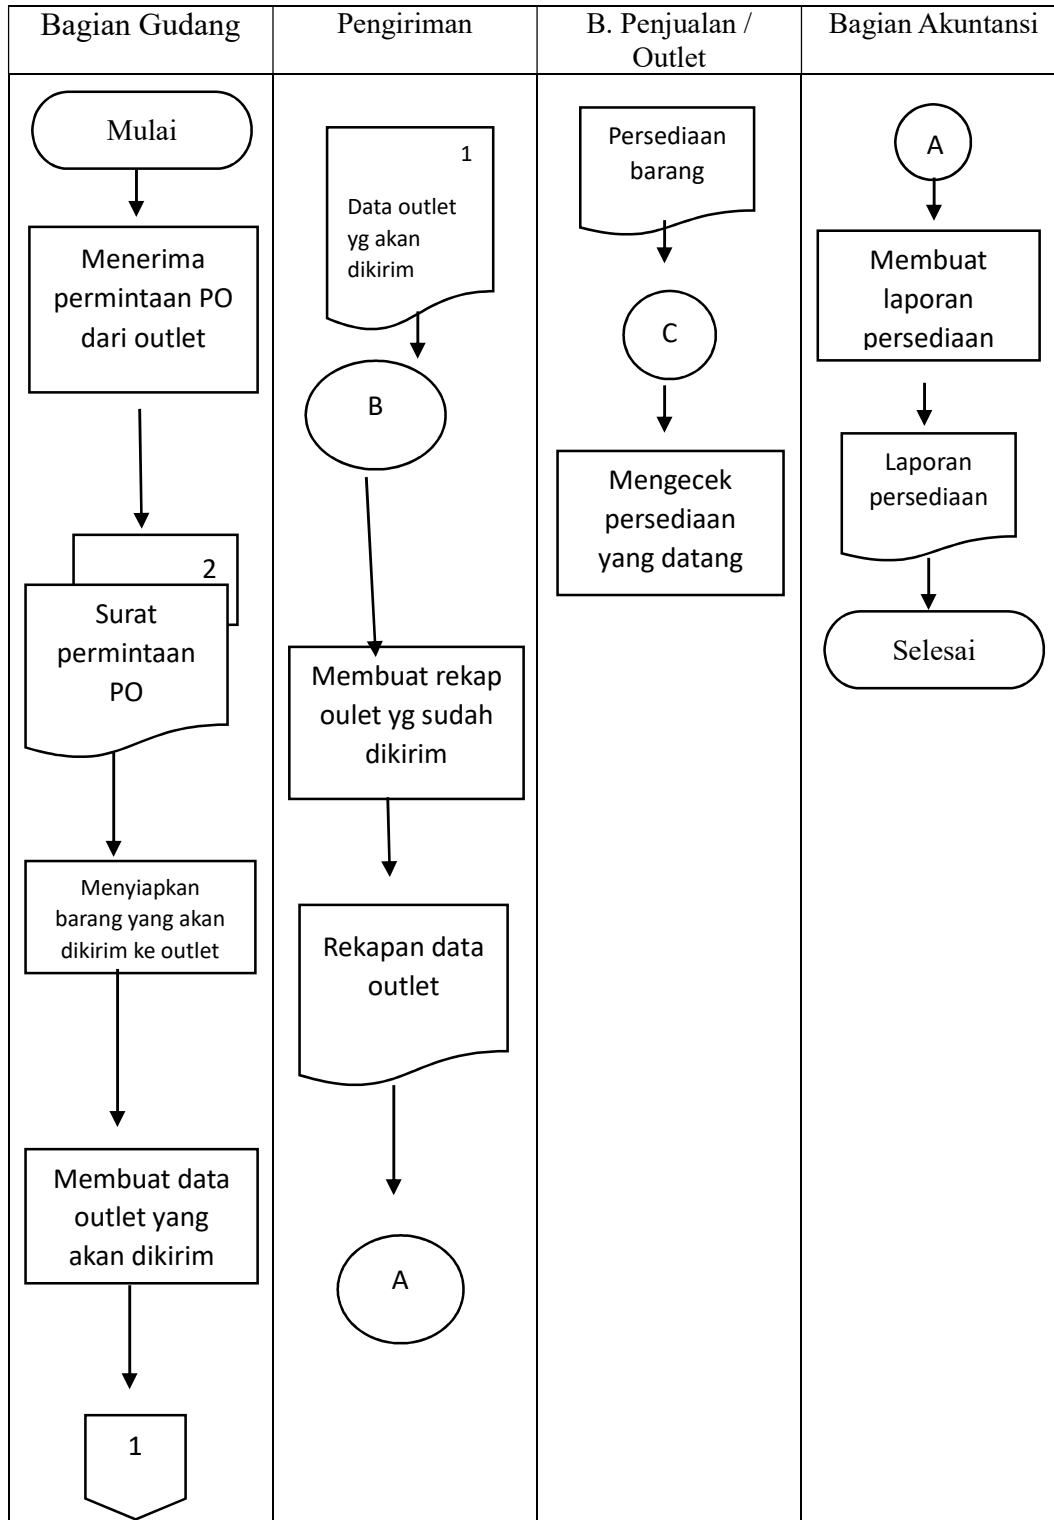 Bagian Gudang
Pengiriman
B. Penjualan /
Outlet
Bagian Akuntansi
Mulai
Menerima
permintaan PO
dari outlet
2
Surat
permintaan
PO
Menyiapkan
barang yang akan
dikirim ke outlet
Membuat data
outlet yang
akan dikirim
1
1
Data outlet
yg akan
dikirim
B
Membuat rekap
oulet yg sudah
dikirim
Rekapan data
outlet
A
Persediaan
barang
C
Mengecek
persediaan
yang datang
A
Membuat
laporan
persediaan
Laporan
persediaan
Selesai